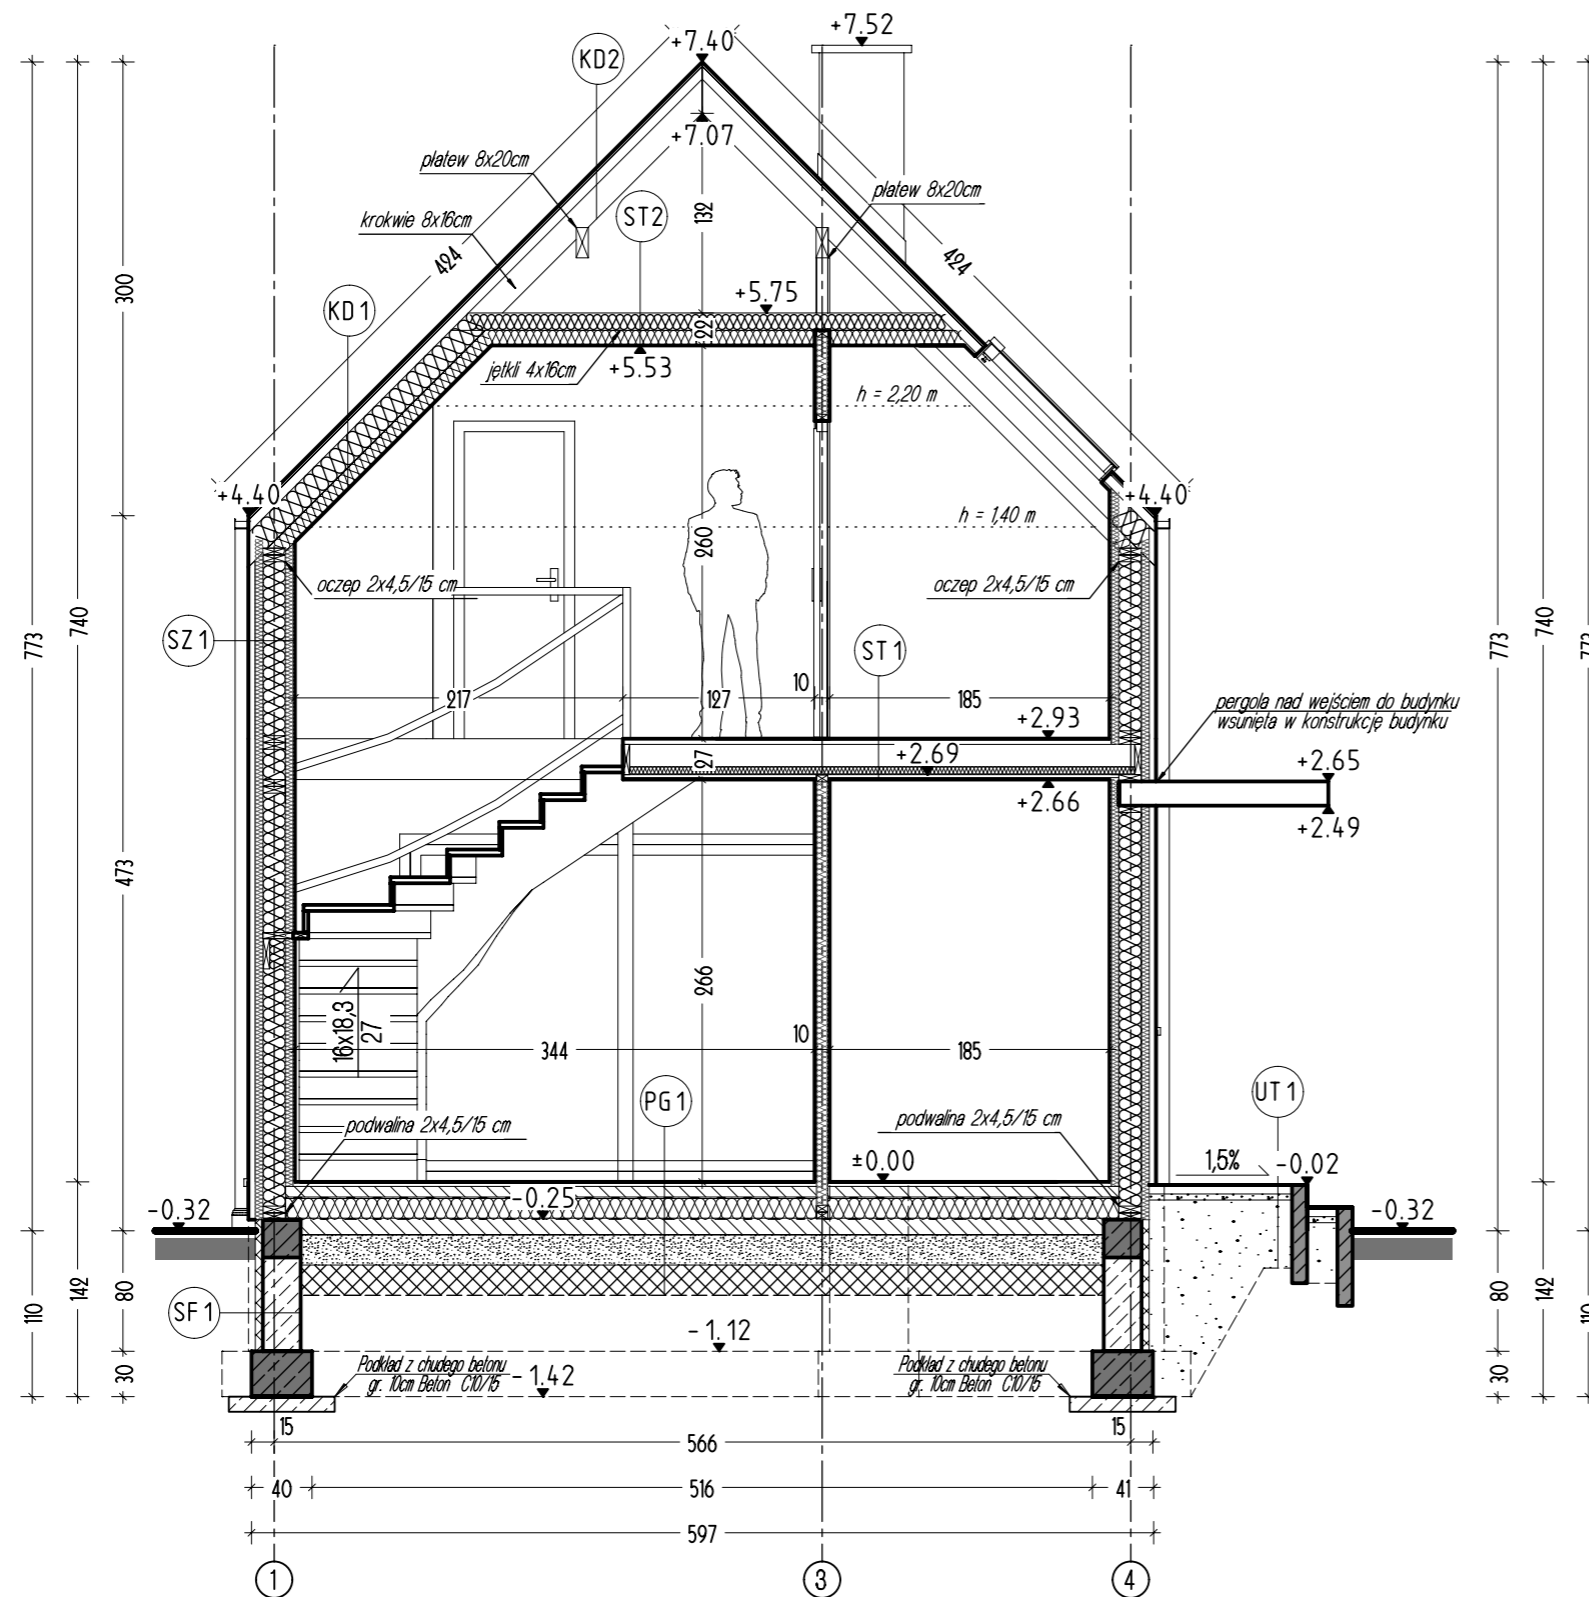 +7.52
+7.40
KD2
+7.07
płatew 8x20cm
płatew 8x20cm
krokwie 8x16cm
ST2
132
424
424
300
KD1
+5.75
22
jętkli 4x16cm
+5.53
h = 2,20 m
+4.40
+4.40
h = 1,40 m
260
oczep 2x4,5/15 cm
oczep 2x4,5/15 cm
773
740
SZ1
ST1
773
740
773
217
127
10
185
pergola nad wejściem do budynku
wsunięta w konstrukcję budynku
+2.93
27
+2.69
+2.65
+2.66
+2.49
473
266
16x18,3
27
344
10
185
PG1
UT1
podwalina 2x4,5/15 cm
podwalina 2x4,5/15 cm
±0.00
1,5%
-0.02
-0.25
-0.32
-0.32
110
142
80
SF1
80
142
110
-1.12
30
Podkład z chudego betonu
gr. 10cm Beton C10/15
-1.42
Podkład z chudego betonu
gr. 10cm Beton C10/15
30
15
566
15
40
516
41
597
1
3
4